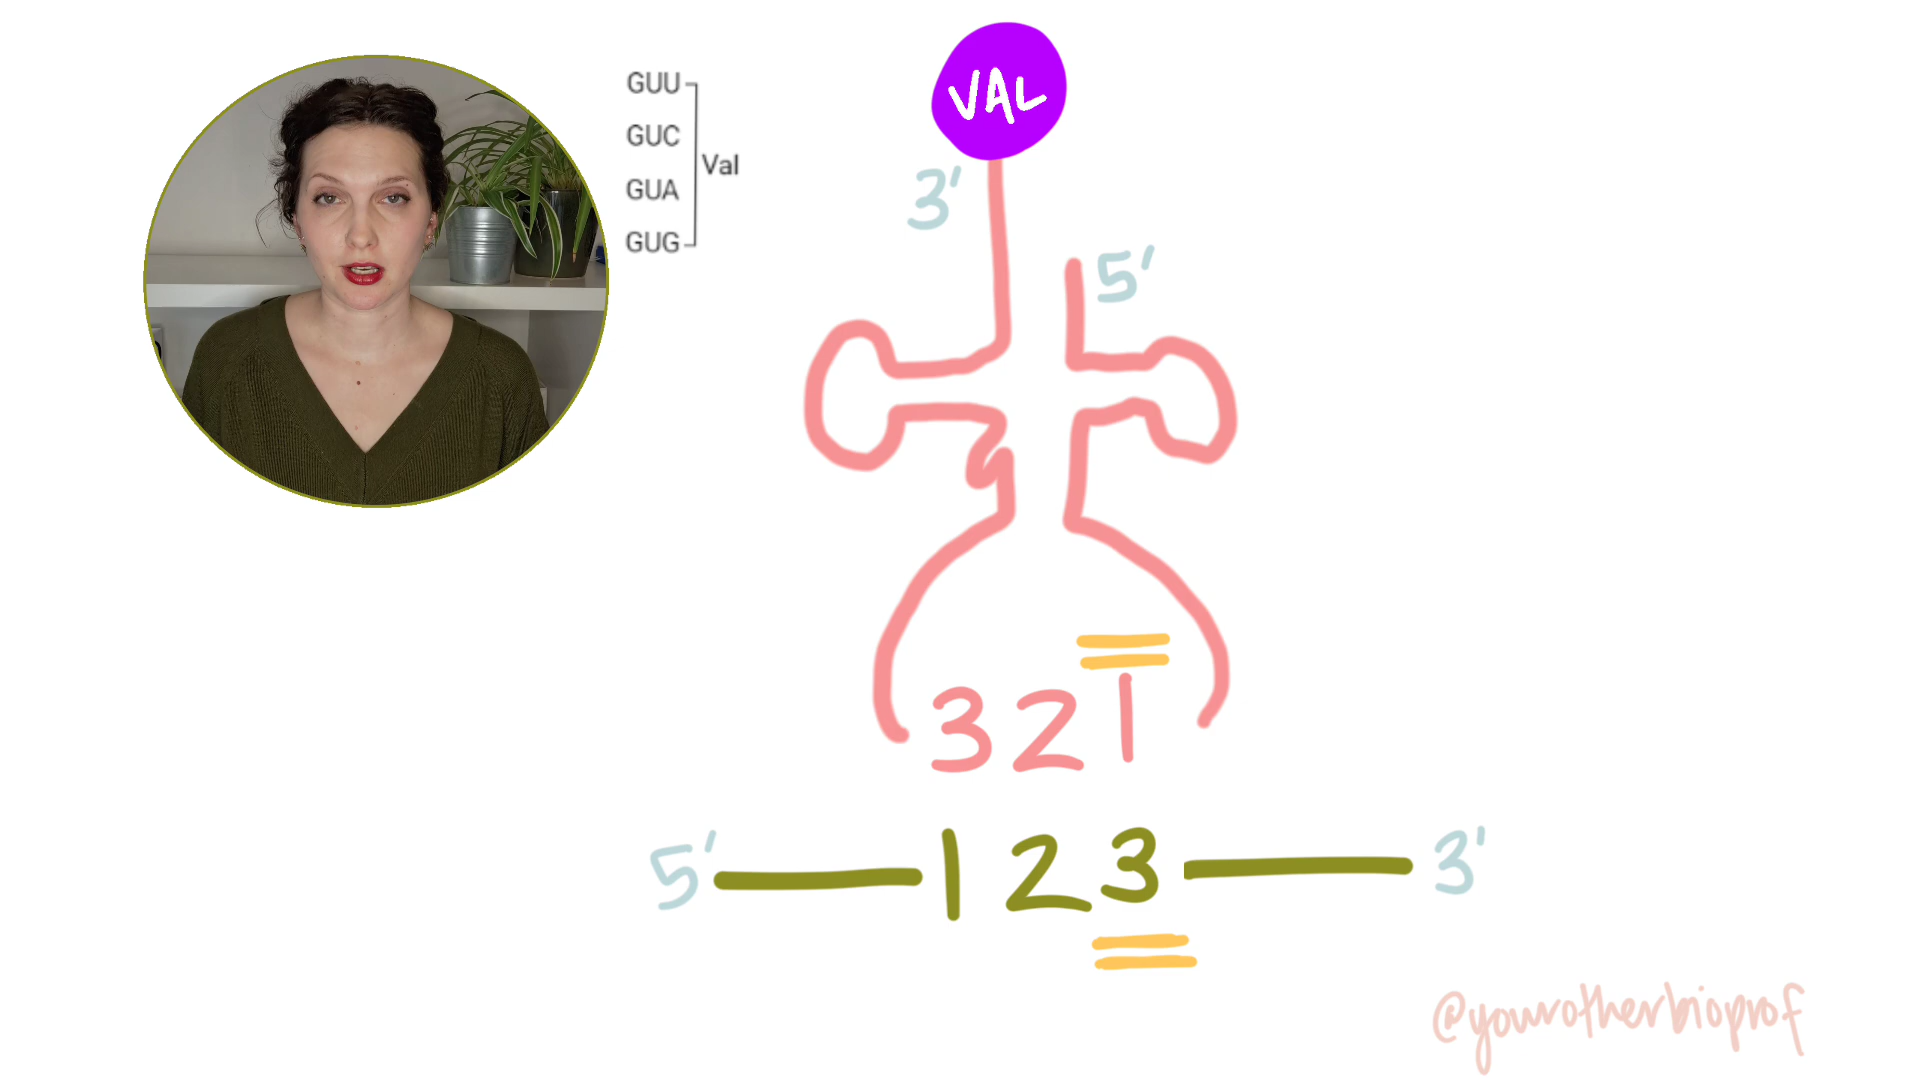 GUU
GUC
GUA
GUG
Val
VAL
3'
5'
3 2 1
5' 1 2 3 3'
@yourotherbioprof